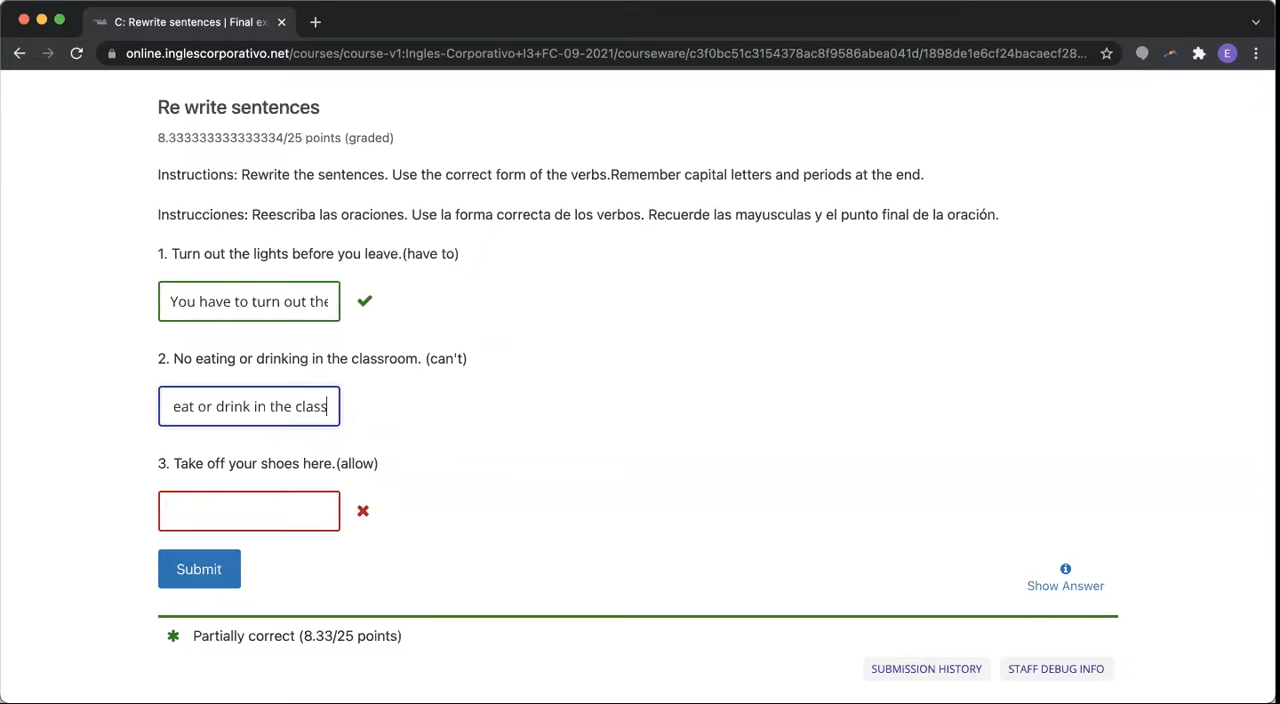 C: Rewrite sentences | Final ex
online.inglescorporativo.net/courses/course-v1:Ingles-Corporativo+I3+FC-09-2021/courseware/c3f0bc51c3154378ac8f9586abea041d/1898de1e6cf24bacaecf28...
E
Re write sentences
8.333333333333334/25 points (graded)
Instructions: Rewrite the sentences. Use the correct form of the verbs.Remember capital letters and periods at the end.
Instrucciones: Reescriba las oraciones. Use la forma correcta de los verbos. Recuerde las mayusculas y el punto final de la oración.
1. Turn out the lights before you leave.(have to)
You have to turn out the
2. No eating or drinking in the classroom. (can't)
eat or drink in the class
3. Take off your shoes here.(allow)
Submit
Show Answer
Partially correct (8.33/25 points)
SUBMISSION HISTORY
STAFF DEBUG INFO